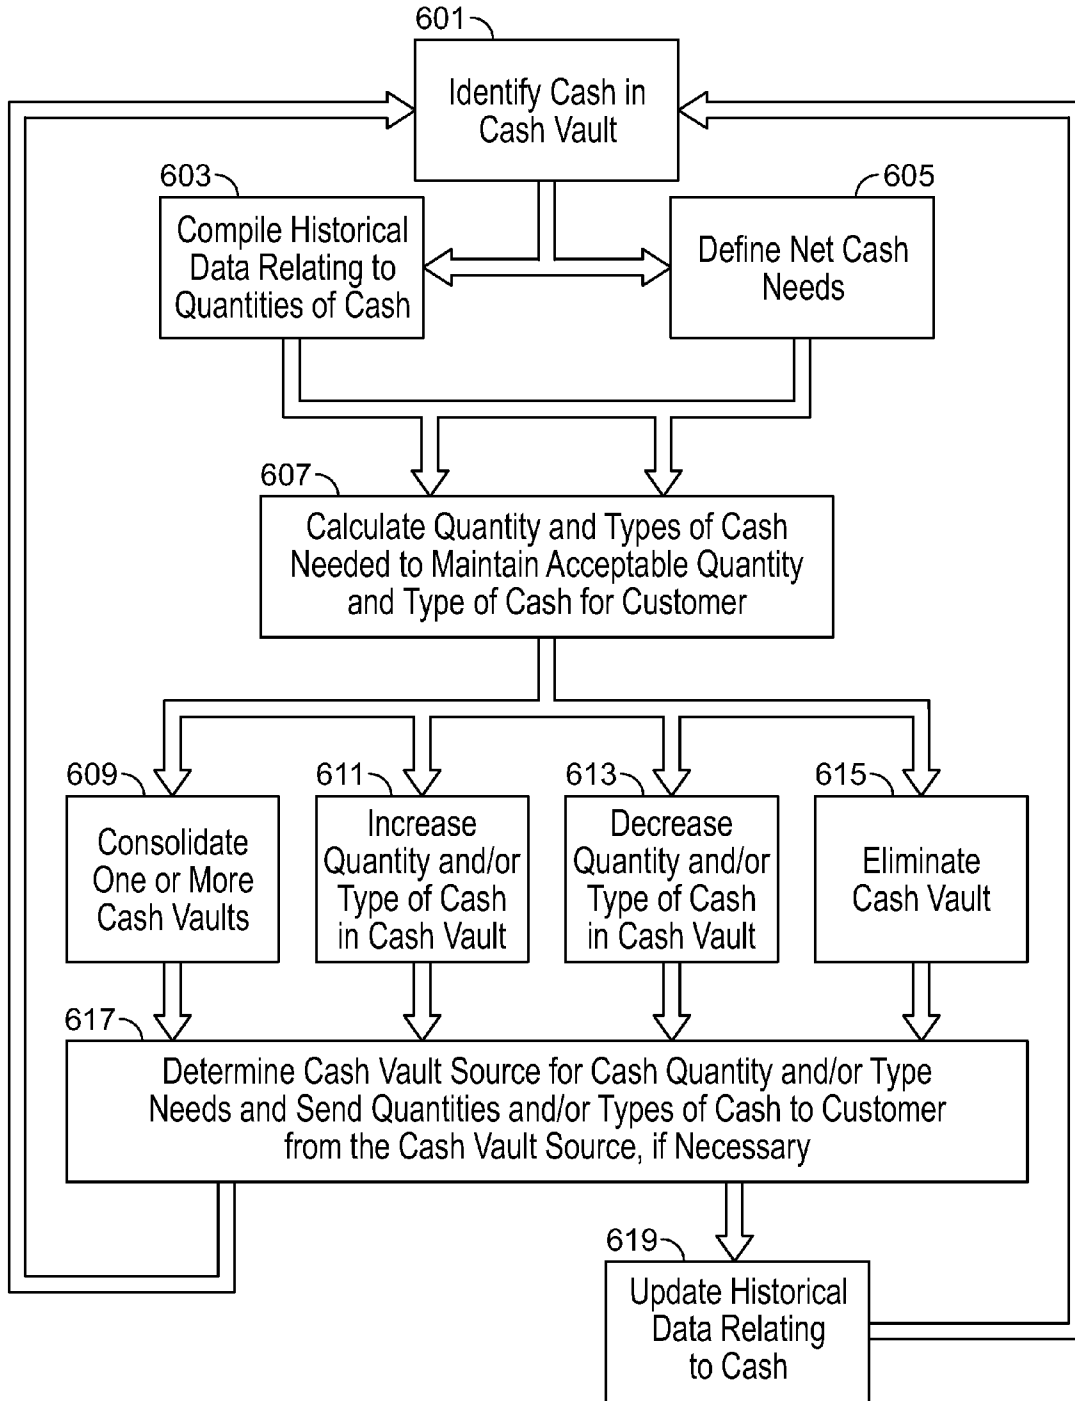 601
Identify Cash in
Cash Vault
603
Compile Historical
Data Relating to
Quantities of Cash
605
Define Net Cash
Needs
607
Calculate Quantity and Types of Cash
Needed to Maintain Acceptable Quantity
and Type of Cash for Customer
609
Consolidate
One or More
Cash Vaults
611
Increase
Quantity and/or
Type of Cash
in Cash Vault
613
Decrease
Quantity and/or
Type of Cash
in Cash Vault
615
Eliminate
Cash Vault
617
Determine Cash Vault Source for Cash Quantity and/or Type
Needs and Send Quantities and/or Types of Cash to Customer
from the Cash Vault Source, if Necessary
619
Update Historical
Data Relating
to Cash